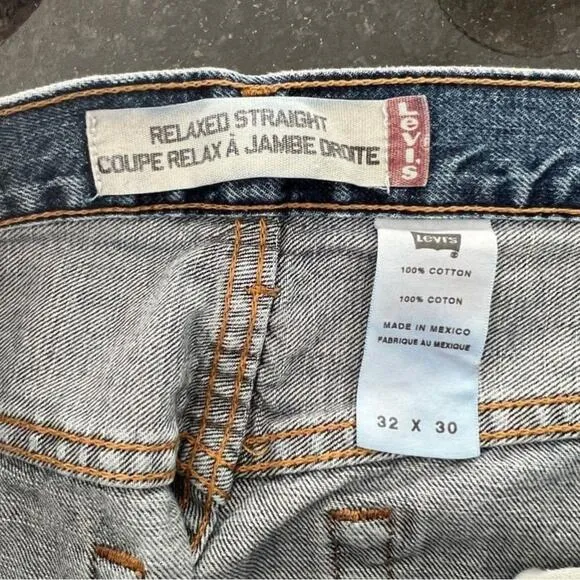 RELAXED STRAIGHT
COUPE RELAX À JAMBE DROITE
Levi's
Levi's
®
100% COTTON
100% COTON
MADE IN MEXICO
FABRIQUE AU MEXIQUE
32 X 30